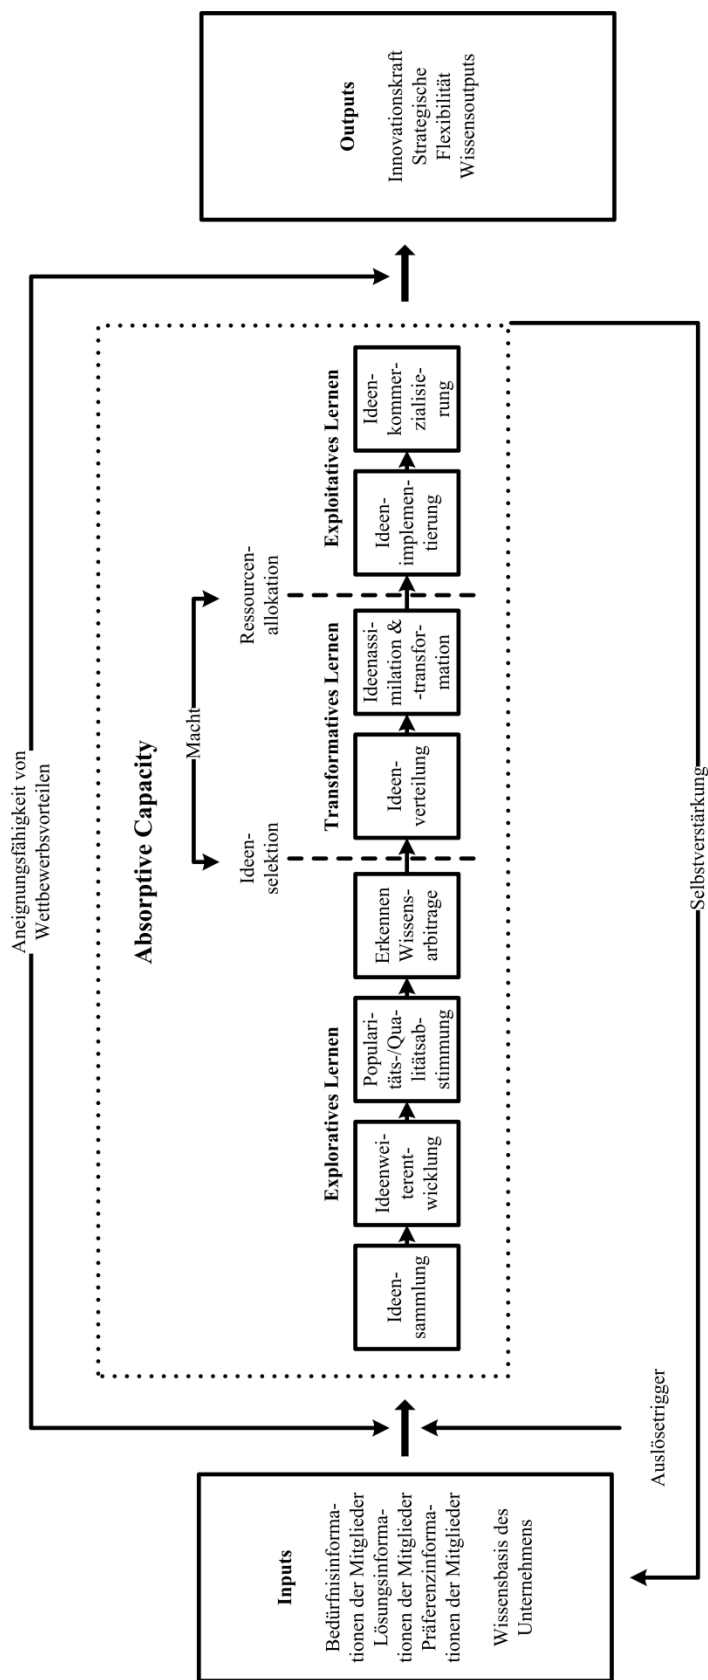 Aneignungsfähigkeit von
Wettbewerbsvorteilen
Inputs
Bedürfnisinforma-
tionen der Mitglieder
Lösungsinforma-
tionen der Mitglieder
Präferenzinforma-
tionen der Mitglieder
Wissensbasis des
Unternehmens
Absorptive Capacity
Macht
Ideen-
selektion
Ressourcen-
allokation
Exploratives Lernen
Ideen-
sammlung
Ideenwei-
terent-
wicklung
Populari-
täts-/Qua-
litätsab-
stimmung
Erkennen
Wissens-
arbitrage
Transformatives Lernen
Ideen-
verteilung
Ideenassi-
milation &
-transfor-
mation
Exploitatives Lernen
Ideen-
implemen-
tierung
Ideen-
kommer-
zialisie-
rung
Outputs
Innovationskraft
Strategische
Flexibilität
Wissensoutputs
Auslösetrigger
Selbstverstärkung